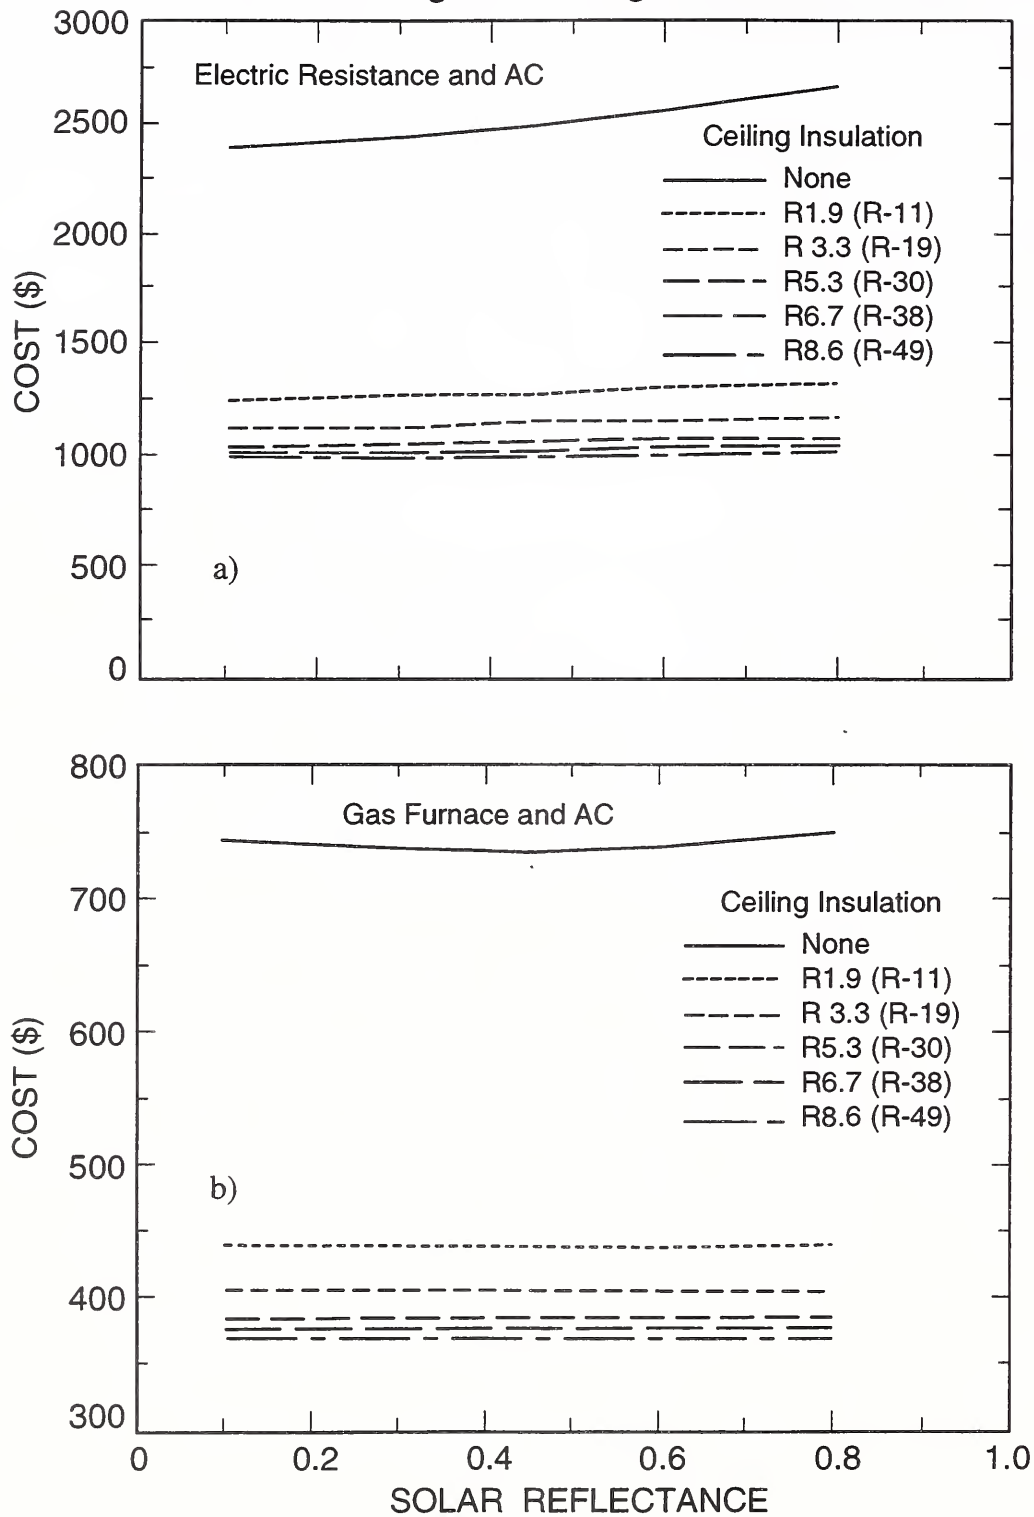 3000
Electric Resistance and AC
2500
Ceiling Insulation
None
R1.9 (R-11)
2000
R 3.3 (R-19)
R5.3 (R-30)
R6.7 (R-38)
1500
R8.6 (R-49)
COST ($)
1000
500
a)
0
800
Gas Furnace and AC
700
Ceiling Insulation
None
R1.9 (R-11)
R 3.3 (R-19)
600
R5.3 (R-30)
R6.7 (R-38)
R8.6 (R-49)
COST ($)
500
b)
400
300
0 0.2 0.4 0.6 0.8 1.0
SOLAR REFLECTANCE